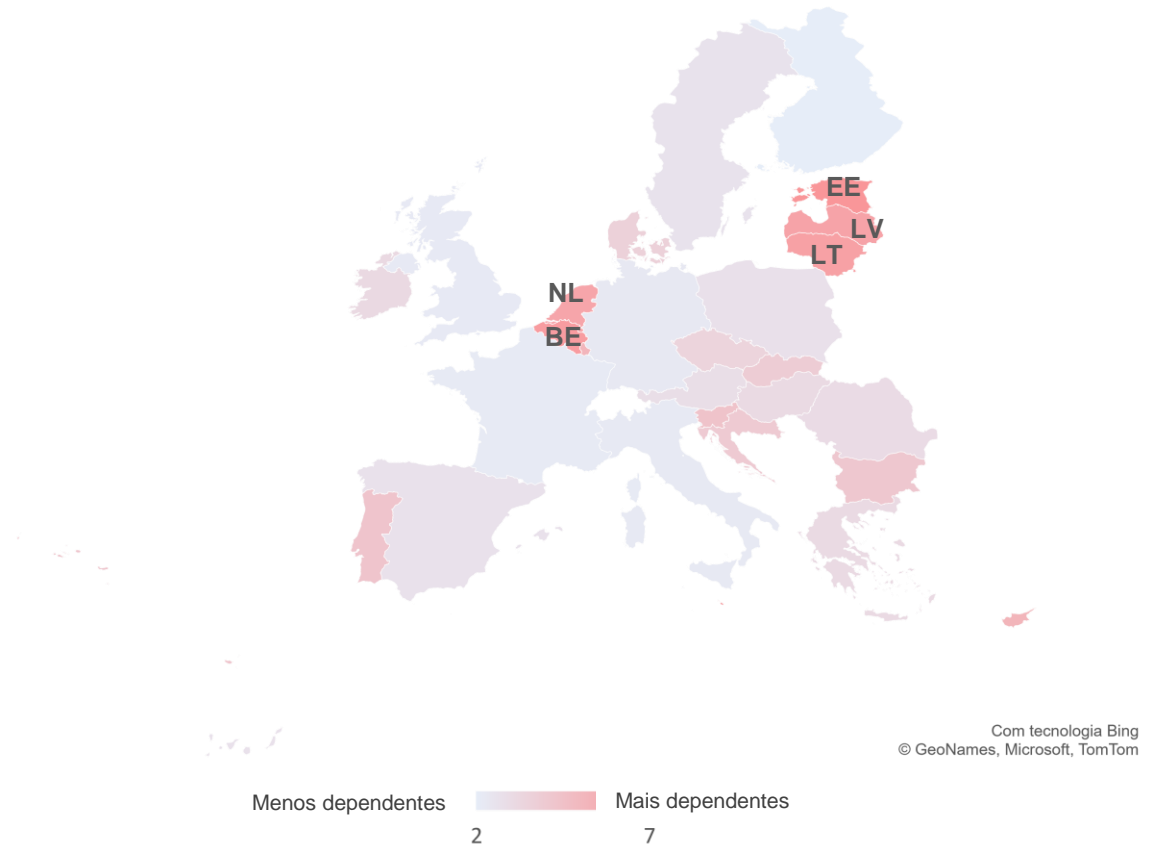 EE
LV
LT
NL
BE
Com tecnologia Bing
© GeoNames, Microsoft, TomTom
Menos dependentes
Mais dependentes
2
7